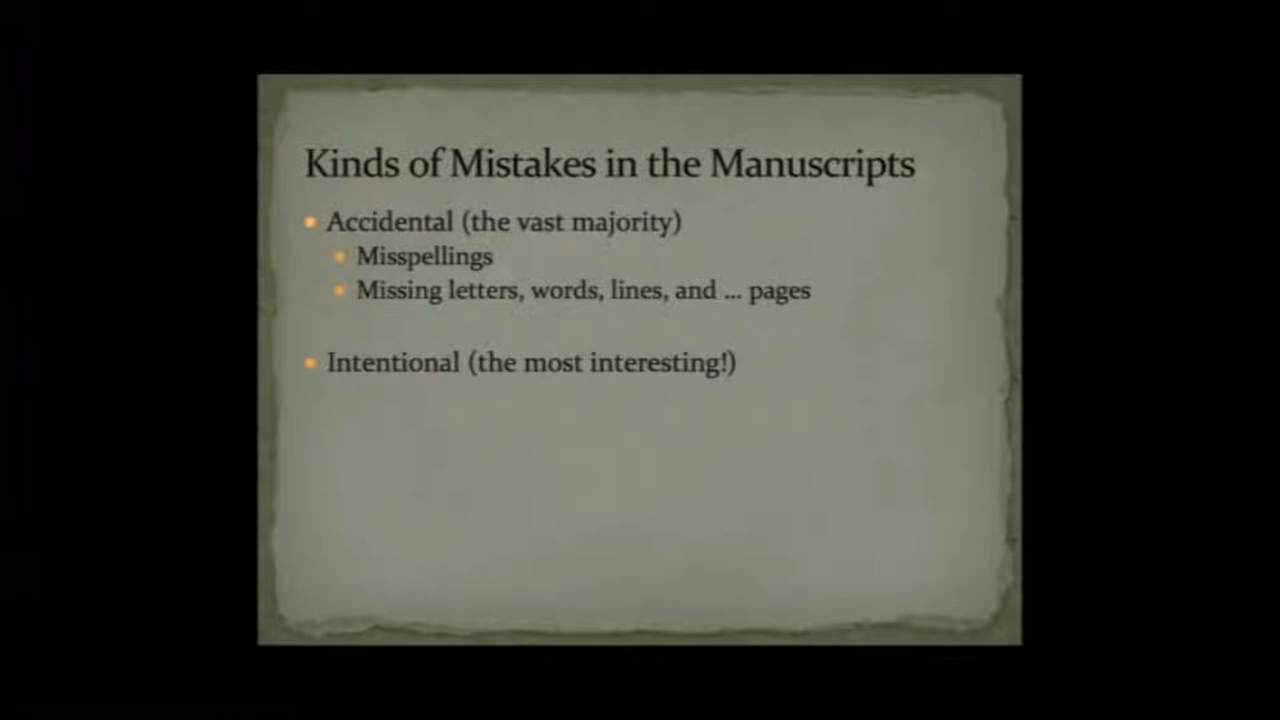 Kinds of Mistakes in the Manuscripts
Accidental (the vast majority)
Misspellings
Missing letters, words, lines, and ... pages
Intentional (the most interesting!)